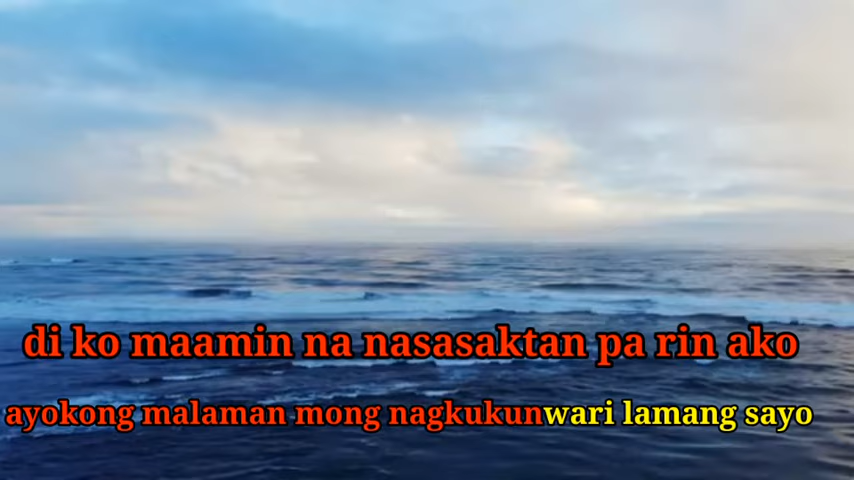 di ko maamin na nasasaktan pa rin ako
ayokong malaman mong nagkukunwari lamang sayo